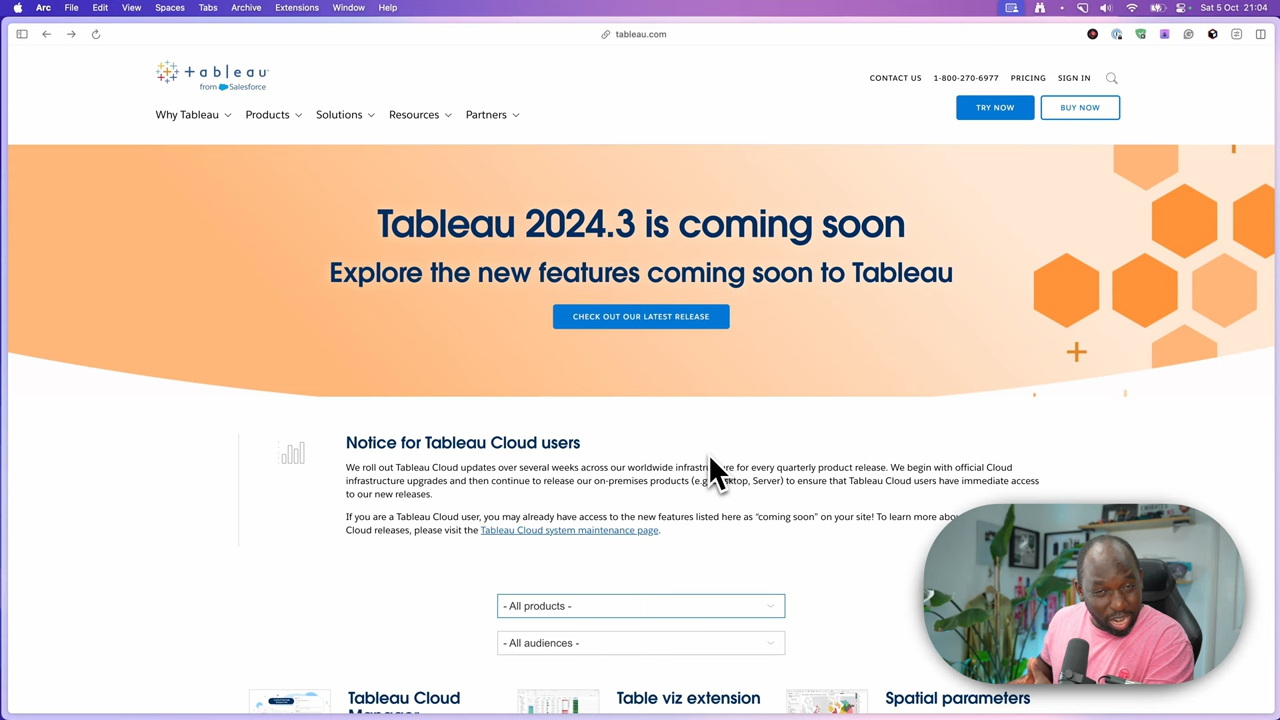 Arc File Edit View Spaces Tabs Archive Extensions Window Help Sat 5 Oct 21:04
tableau.com
+ a b l e a u
from Salesforce
CONTACT US 1-800-270-6977 PRICING SIGN IN
Why Tableau Products Solutions Resources Partners
TRY NOW BUY NOW
Tableau 2024.3 is coming soon
Explore the new features coming soon to Tableau
CHECK OUT OUR LATEST RELEASE
Notice for Tableau Cloud users
We roll out Tableau Cloud updates over several weeks across our worldwide for every quarterly product release. We begin with official Cloud
infrastructure upgrades and then continue to release our on-premises products Server) to ensure that Tableau Cloud users have immediate access
to our new releases.
If you are a Tableau Cloud user, you may already have access to the new features listed here as “coming soon” on your site! To learn more
Cloud releases, please visit the Tableau Cloud system maintenance page.
- All products -
- All audiences -
Tableau Cloud
Table viz extension
Spatial parameters